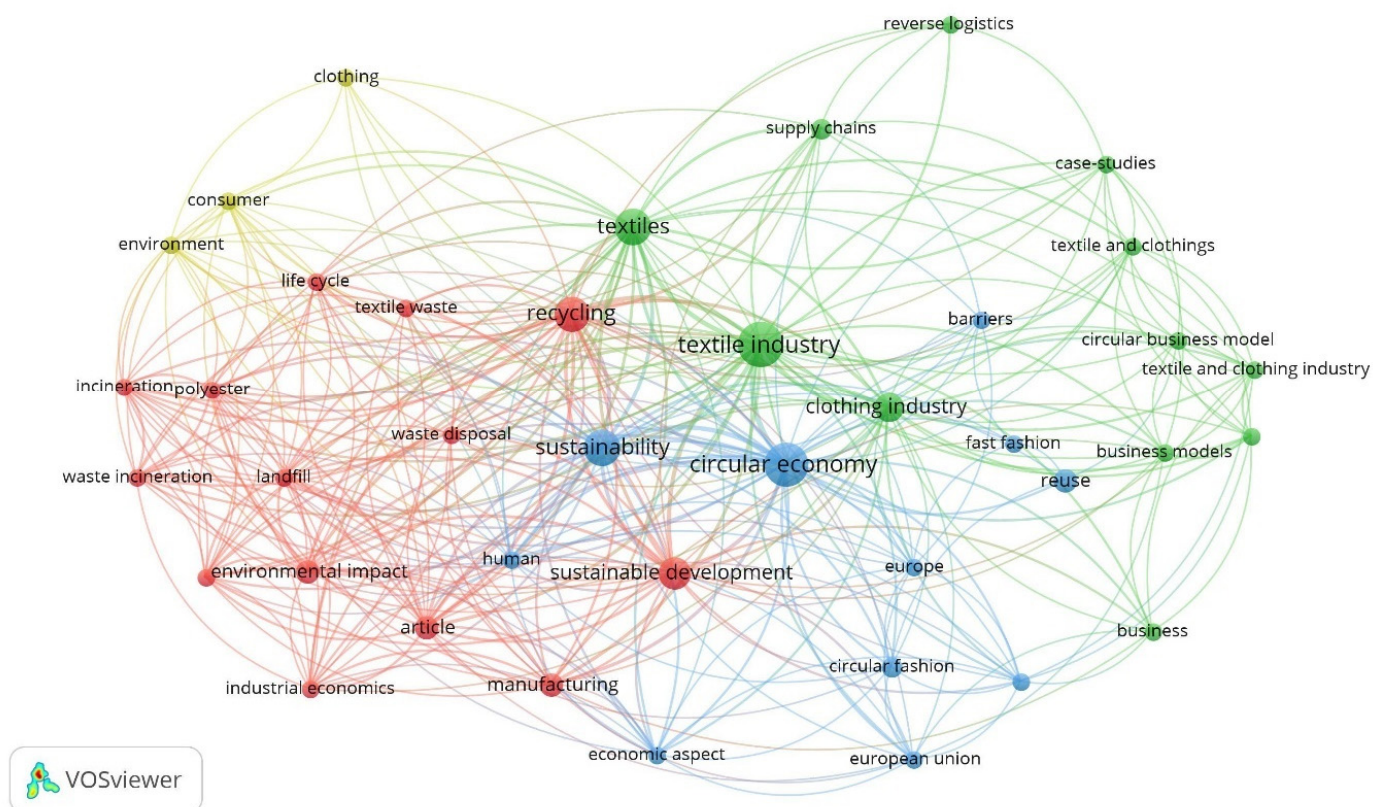 reverse logistics
clothing
supply chains
case-studies
consumer
textiles
environment
textile and clothings
life cycle
textile waste
recycling
barriers
textile industry
circular business model
textile and clothing industry
incineration
polyester
clothing industry
waste disposal
sustainability
fast fashion
business models
circular economy
waste incineration
landfill
reuse
human
europe
environmental impact
sustainable development
article
business
circular fashion
industrial economics
manufacturing
economic aspect
european union
VOSviewer